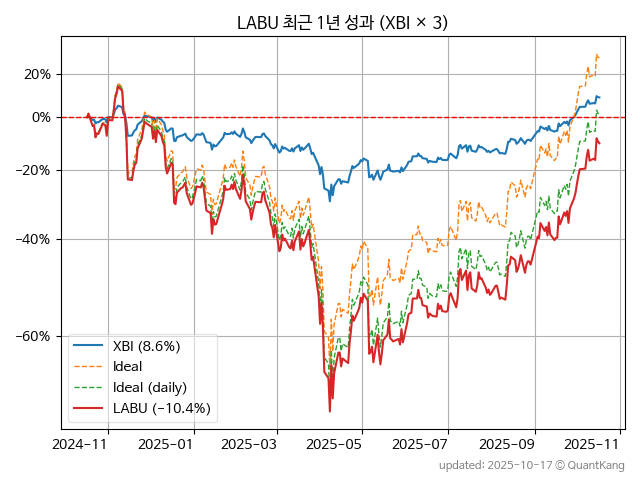 LABU 최근 1년 성과 (XBI × 3)
20%
0%
−20%
−40%
−60%
XBI (8.6%)
Ideal
Ideal (daily)
LABU (−10.4%)
2024−11
2025−01
2025−03
2025−05
2025−07
2025−09
2025−11
updated: 2025-10-17 ⓒ QuantKang